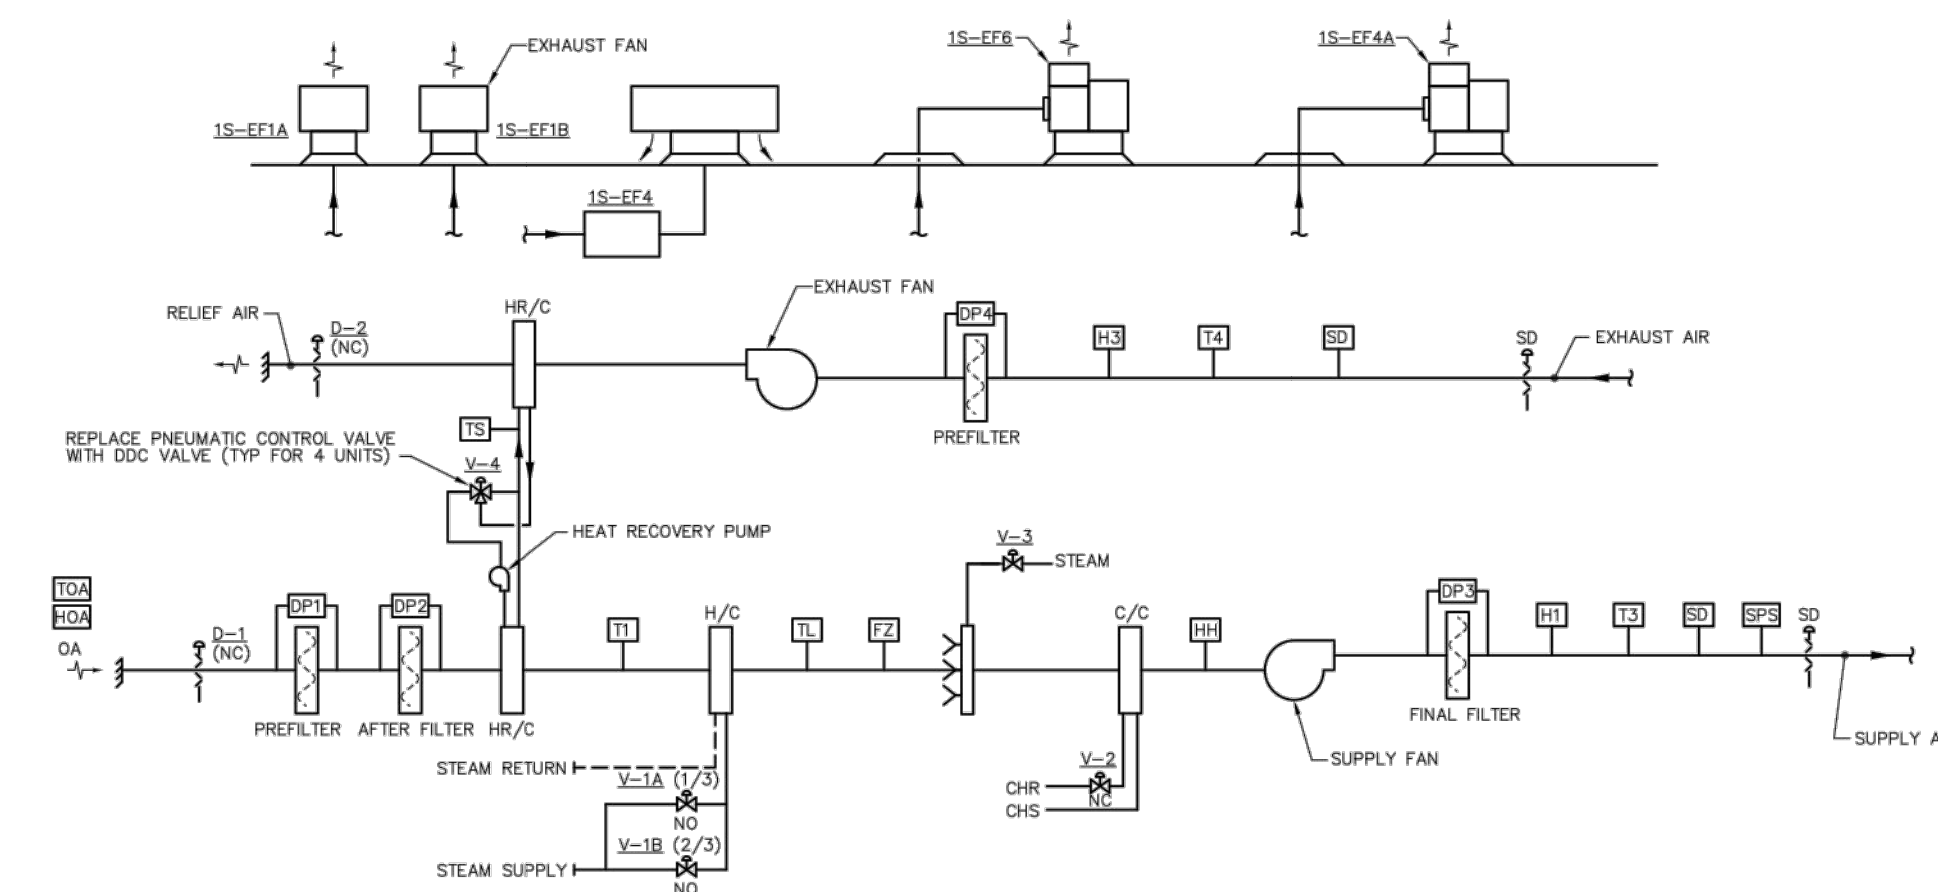 EXHAUST FAN
1S-EF6
1S-EF4A
1S-EF1A
1S-EF1B
1S-EF4
EXHAUST FAN
RELIEF AIR
D-2
(NC)
HR/C
DP4
H3
T4
SD
SD
EXHAUST AIR
PREFILTER
TS
REPLACE PNEUMATIC CONTROL VALVE
WITH DDC VALVE (TYP FOR 4 UNITS)
V-4
HEAT RECOVERY PUMP
V-3
STEAM
TOA
HOA
OA
D-1
(NC)
DP1
DP2
T1
H/C
TL
FZ
C/C
HH
DP3
H1
T3
SD
SPS
SD
PREFILTER
AFTER FILTER
HR/C
FINAL FILTER
SUPPLY A
SUPPLY FAN
STEAM RETURN
V-1A (1/3)
NO
V-1B (2/3)
NO
STEAM SUPPLY
V-2
NC
CHR
CHS